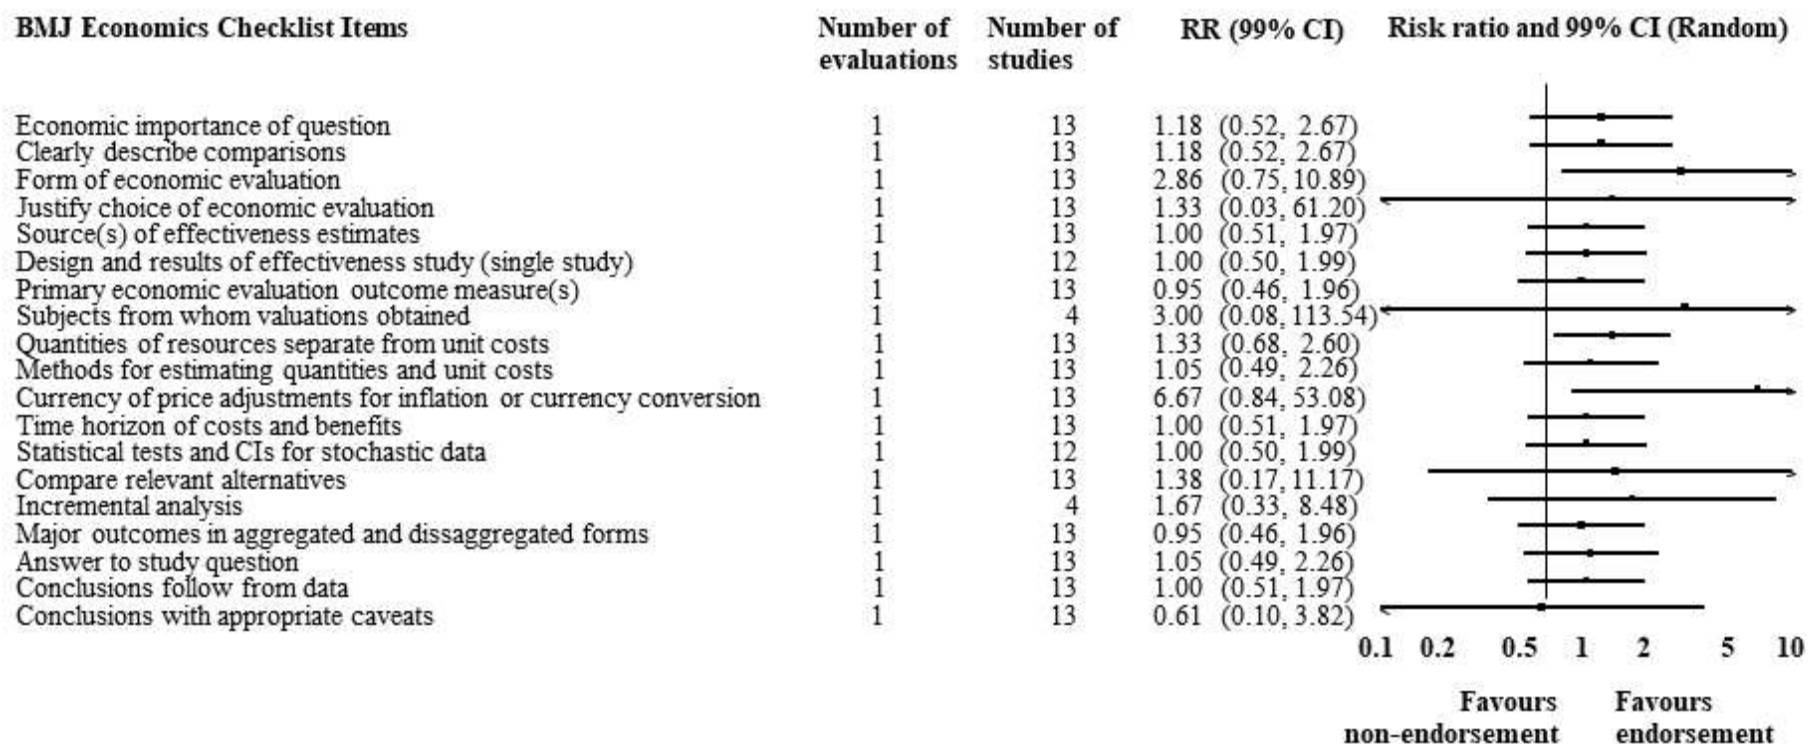 BMJ Economics Checklist Items Number of evaluations Number of studies RR (99% CI) Risk ratio and 99% CI (Random)
Economic importance of question 1 13 1.18 (0.52, 2.67)
Clearly describe comparisons 1 13 1.18 (0.52, 2.67)
Form of economic evaluation 1 13 2.86 (0.75, 10.89)
Justify choice of economic evaluation 1 13 1.33 (0.03, 61.20)
Source(s) of effectiveness estimates 1 13 1.00 (0.51, 1.97)
Design and results of effectiveness study (single study) 1 12 1.00 (0.50, 1.99)
Primary economic evaluation outcome measure(s) 1 13 0.95 (0.46, 1.96)
Subjects from whom valuations obtained 1 4 3.00 (0.08, 113.54)
Quantities of resources separate from unit costs 1 13 1.33 (0.68, 2.60)
Methods for estimating quantities and unit costs 1 13 1.05 (0.49, 2.26)
Currency of price adjustments for inflation or currency conversion 1 13 6.67 (0.84, 53.08)
Time horizon of costs and benefits 1 13 1.00 (0.51, 1.97)
Statistical tests and CIs for stochastic data 1 12 1.00 (0.50, 1.99)
Compare relevant alternatives 1 13 1.38 (0.17, 11.17)
Incremental analysis 1 4 1.67 (0.33, 8.48)
Major outcomes in aggregated and dissaggregated forms 1 13 0.95 (0.46, 1.96)
Answer to study question 1 13 1.05 (0.49, 2.26)
Conclusions follow from data 1 13 1.00 (0.51, 1.97)
Conclusions with appropriate caveats 1 13 0.61 (0.10, 3.82)
0.1 0.2 0.5 1 2 5 10
Favours non-endorsement Favours endorsement